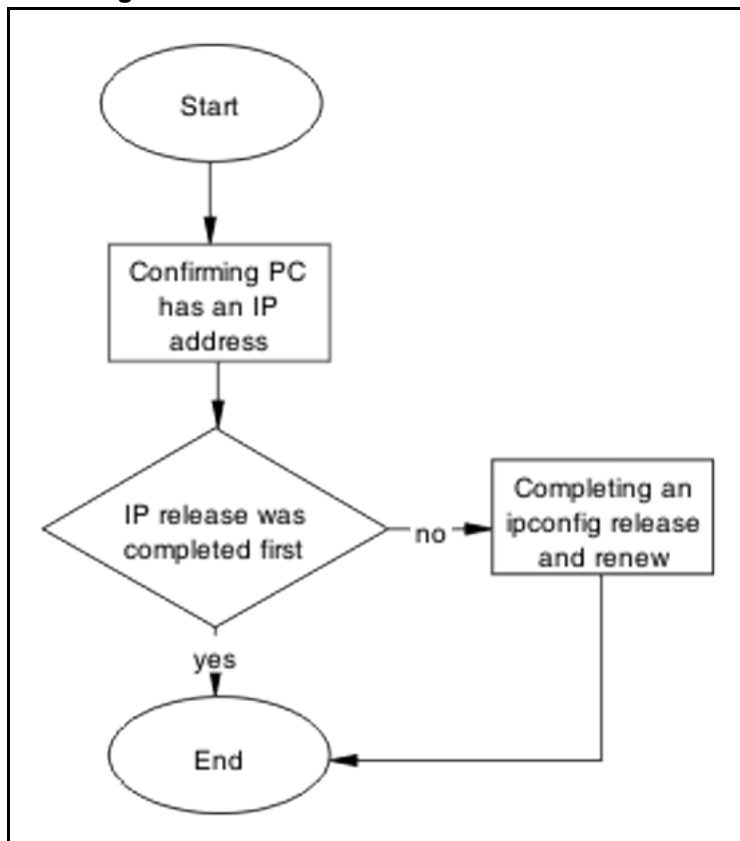 Start
Confirming PC
has an IP
address
IP release was
completed first
no
Completing an
ipconfig release
and renew
yes
End